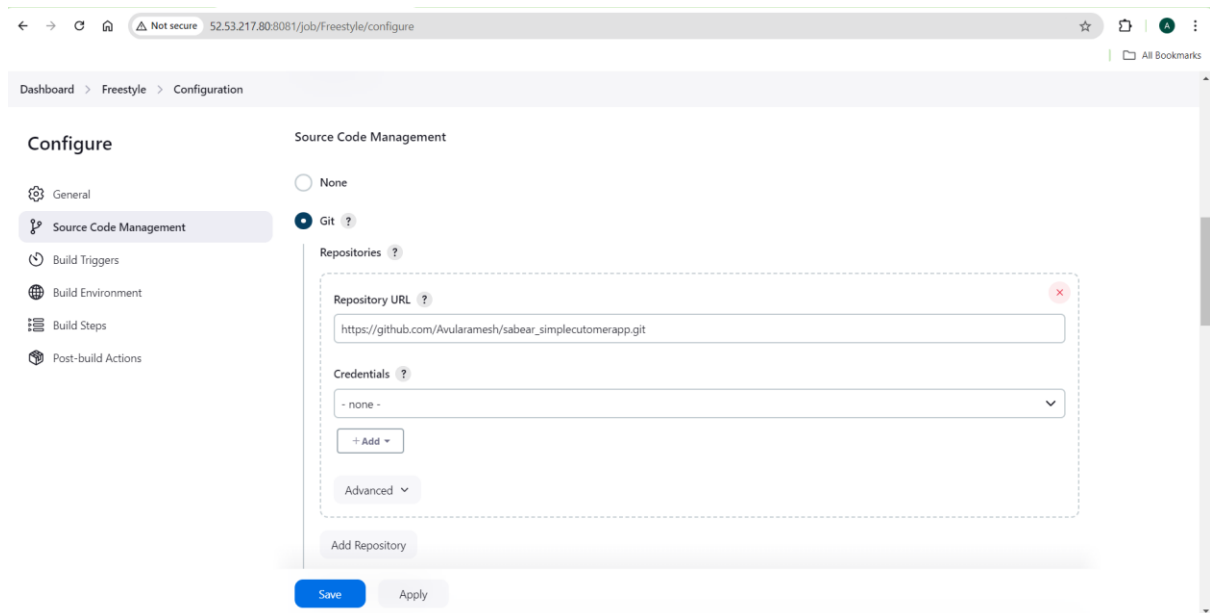 Not secure 52.53.217.80:8081/job/Freestyle/configure A
All Bookmarks
Dashboard > Freestyle > Configuration
Configure
General
Source Code Management
Build Triggers
Build Environment
Build Steps
Post-build Actions
Source Code Management
None
Git ?
Repositories ?
Repository URL ?
https://github.com/Avularamesh/sabear_simplecutomerapp.git
Credentials ?
- none -
+ Add
Advanced
Add Repository
Save Apply